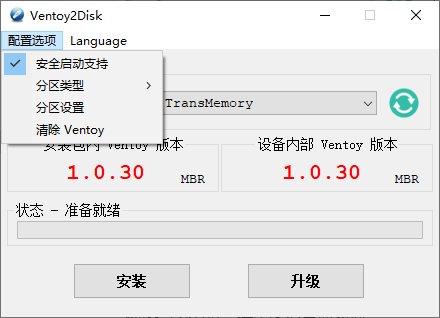 Ventoy2Disk
配置选项 Language
安全启动支持
分区类型
TransMemory
分区设置
清除 Ventoy
安装包内 Ventoy 版本 设备内部 Ventoy 版本
1.0.30 MBR 1.0.30 MBR
状态 - 准备就绪
安装 升级